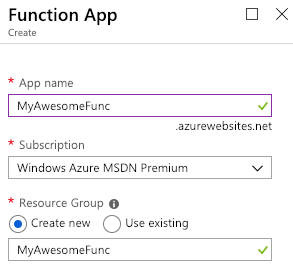 Function App
Create
* App name
MyAwesomeFunc
.azurewebsites.net
* Subscription
Windows Azure MSDN Premium
* Resource Group
Create new Use existing
MyAwesomeFunc